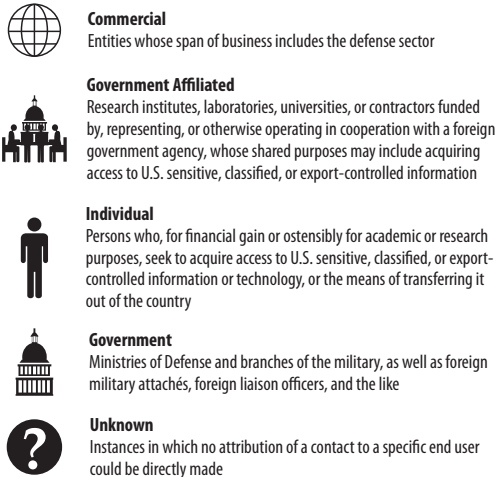 Commercial
Entities whose span of business includes the defense sector
Government Affiliated
Research institutes, laboratories, universities, or contractors funded
by, representing, or otherwise operating in cooperation with a foreign
government agency, whose shared purposes may include acquiring
access to U.S. sensitive, classified, or export-controlled information
Individual
Persons who, for financial gain or ostensibly for academic or research
purposes, seek to acquire access to U.S. sensitive, classified, or export-
controlled information or technology, or the means of transferring it
out of the country
Government
Ministries of Defense and branches of the military, as well as foreign
military attachés, foreign liaison officers, and the like
?
Unknown
Instances in which no attribution of a contact to a specific end user
could be directly made